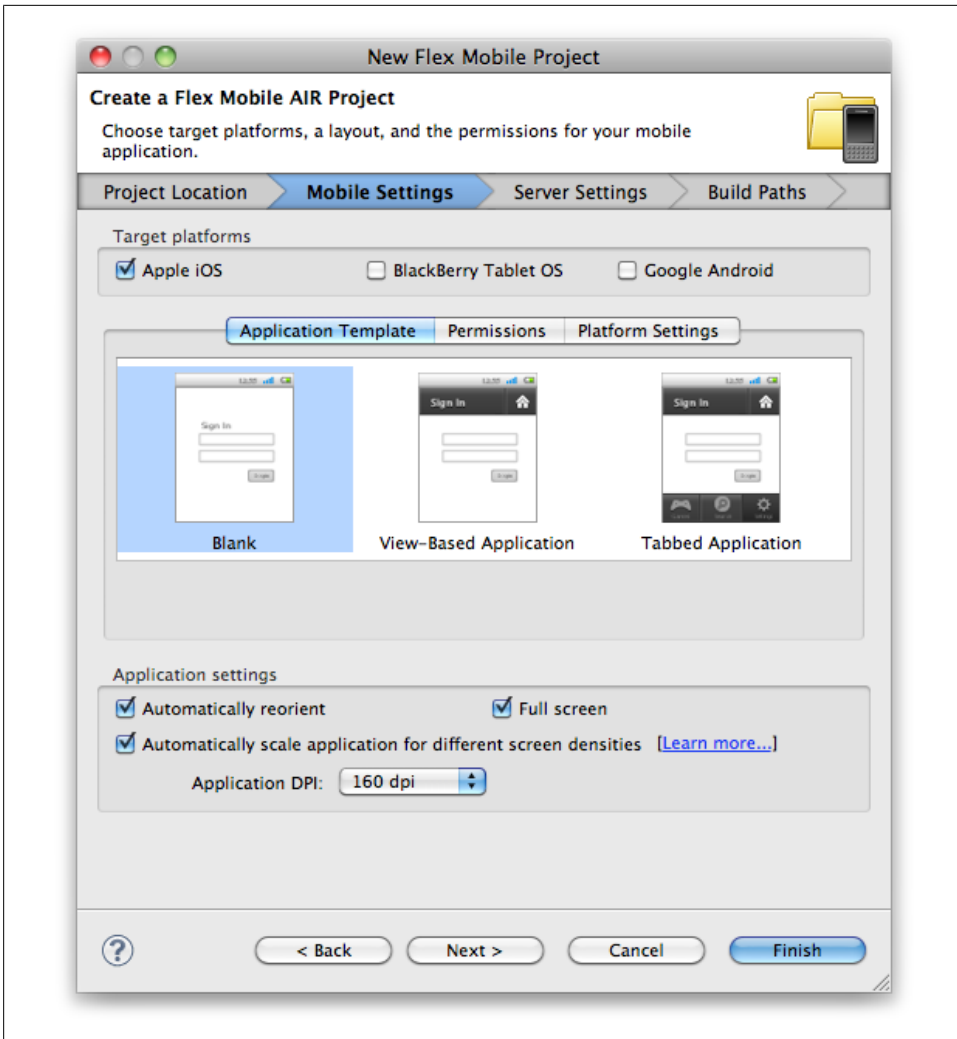 New Flex Mobile Project
Create a Flex Mobile AIR Project
Choose target platforms, a layout, and the permissions for your mobile
application.
Project Location
Mobile Settings
Server Settings
Build Paths
Target platforms
Apple iOS
BlackBerry Tablet OS
Google Android
Application Template
Permissions
Platform Settings
Sign In
Sign In
Sign In
Blank
View-Based Application
Tabbed Application
Application settings
Automatically reorient
Full screen
Automatically scale application for different screen densities [Learn more...]
Application DPI: 160 dpi
?
< Back
Next >
Cancel
Finish